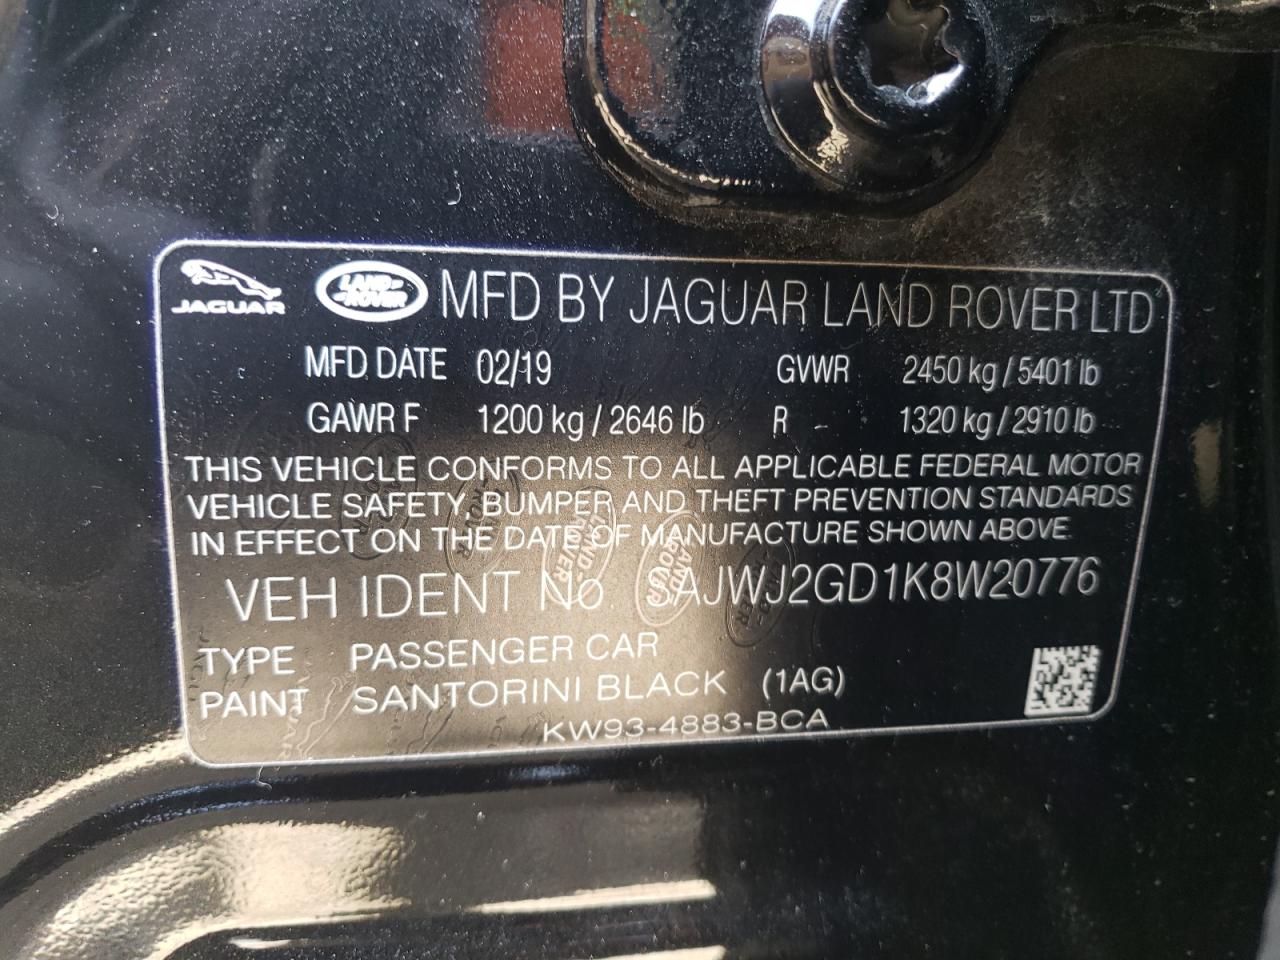 JAGUAR LAND ROVER MFD BY JAGUAR LAND ROVER LTD
MFD DATE 02/19 GVWR 2450 kg / 5401 lb
GAWR F 1200 kg / 2646 lb R - 1320 kg / 2910 lb
THIS VEHICLE CONFORMS TO ALL APPLICABLE FEDERAL MOTOR
VEHICLE SAFETY, BUMPER AND THEFT PREVENTION STANDARDS
IN EFFECT ON THE DATE OF MANUFACTURE SHOWN ABOVE
VEH IDENT No. SAJWJ2GD1K8W20776
TYPE PASSENGER CAR
PAINT SANTORINI BLACK (1AG)
KW93-4883-BCA